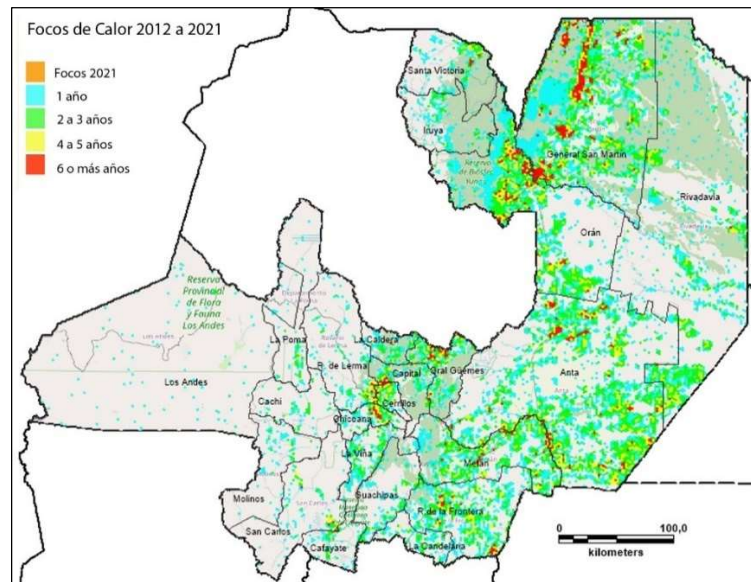 Focos de Calor 2012 a 2021
Focos 2021
1 año
2 a 3 años
4 a 5 años
6 o más años
Santa Victoria
Iruya
Reserva
General San Martín
Rivadavia
Orán
Reserva
Provincial
de Flora
y Fauna
Los Andes
Los Andes
La Poma
La Caldera
R. de Lerma
Capital
Gral Güemes
Anta
Cerrillos
Cachi
Chicoana
La Viña
Metán
Molinos
Guachipas
R. de la Frontera
San Carlos
Cafayate
La Candelaria
0 100,0
kilometers